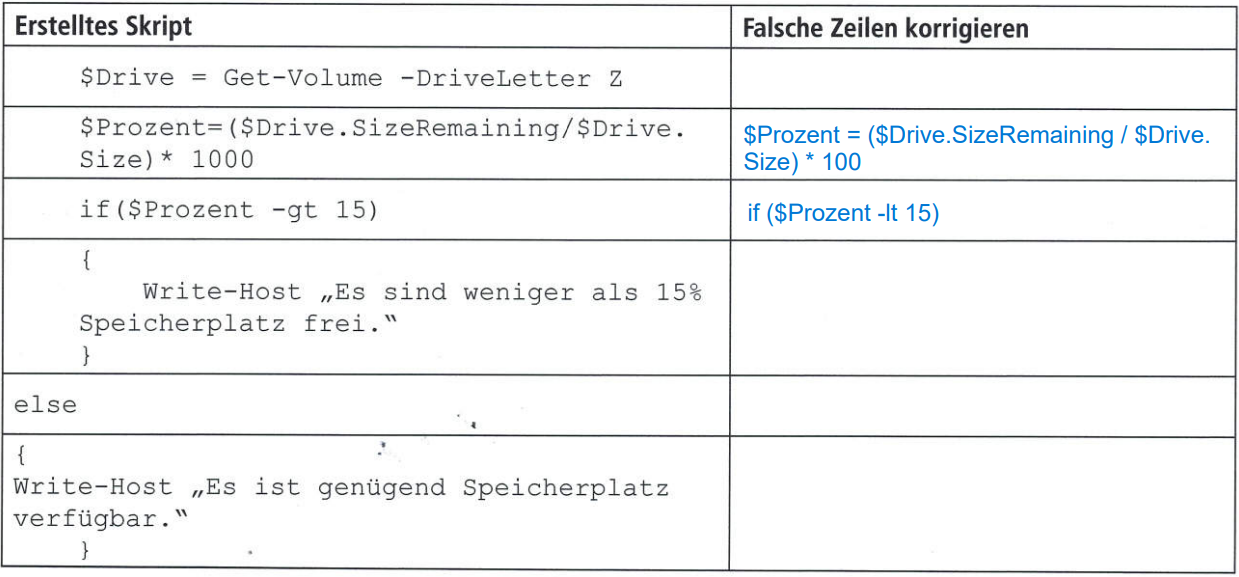 Erstelltes Skript
Falsche Zeilen korrigieren
$Drive = Get-Volume -DriveLetter Z
$Prozent=($Drive.SizeRemaining/$Drive.
Size)* 1000
$Prozent = ($Drive.SizeRemaining / $Drive.
Size) * 100
if($Prozent -gt 15)
if ($Prozent -lt 15)
{
Write-Host „Es sind weniger als 15%
Speicherplatz frei.“
}
else
{
Write-Host „Es ist genügend Speicherplatz
verfügbar.“
}